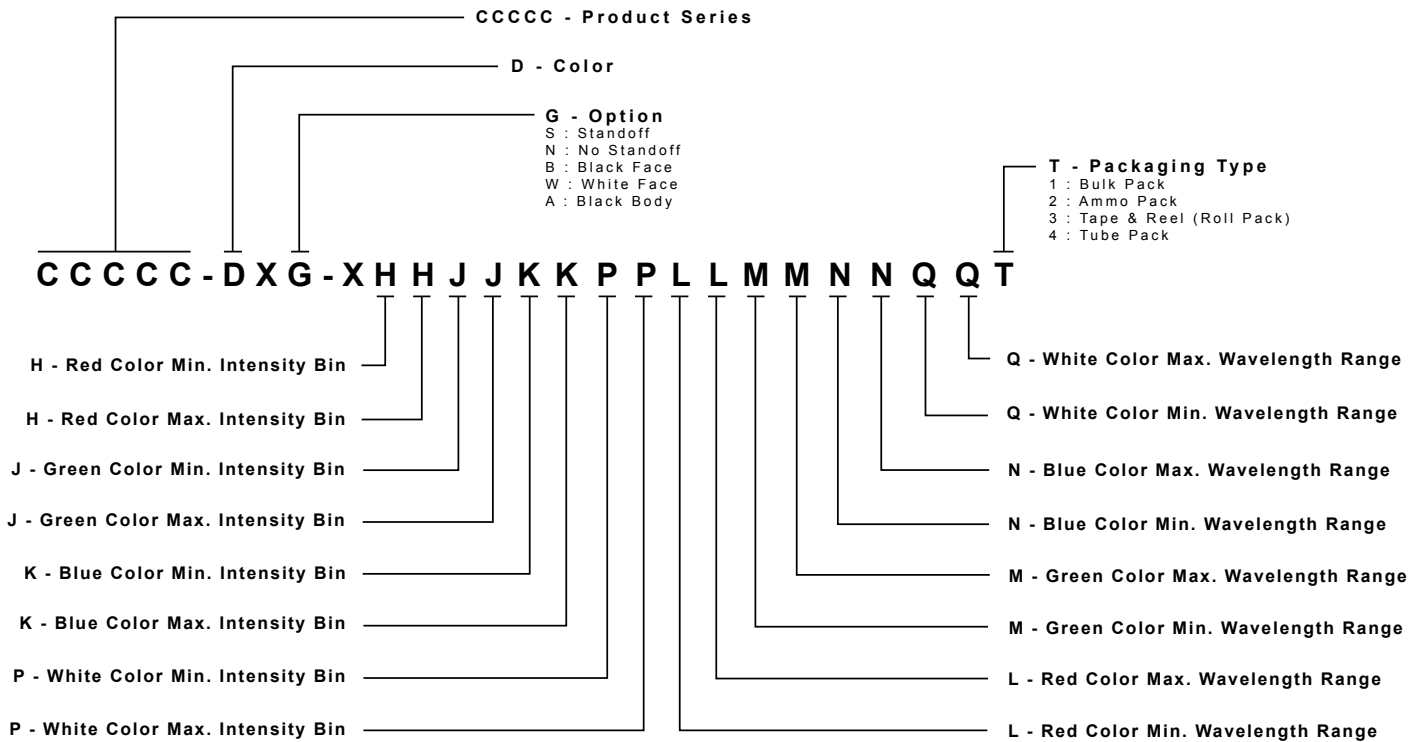 CCCCC - Product Series
D - Color
G - Option
S : Standoff
N : No Standoff
B : Black Face
W : White Face
A : Black Body
T - Packaging Type
1 : Bulk Pack
2 : Ammo Pack
3 : Tape & Reel (Roll Pack)
4 : Tube Pack
CCCCC-DXG-XHHJJKKPPLLMMNNQQT
H - Red Color Min. Intensity Bin
H - Red Color Max. Intensity Bin
J - Green Color Min. Intensity Bin
J - Green Color Max. Intensity Bin
K - Blue Color Min. Intensity Bin
K - Blue Color Max. Intensity Bin
P - White Color Min. Intensity Bin
P - White Color Max. Intensity Bin
Q - White Color Max. Wavelength Range
Q - White Color Min. Wavelength Range
N - Blue Color Max. Wavelength Range
N - Blue Color Min. Wavelength Range
M - Green Color Max. Wavelength Range
M - Green Color Min. Wavelength Range
L - Red Color Max. Wavelength Range
L - Red Color Min. Wavelength Range